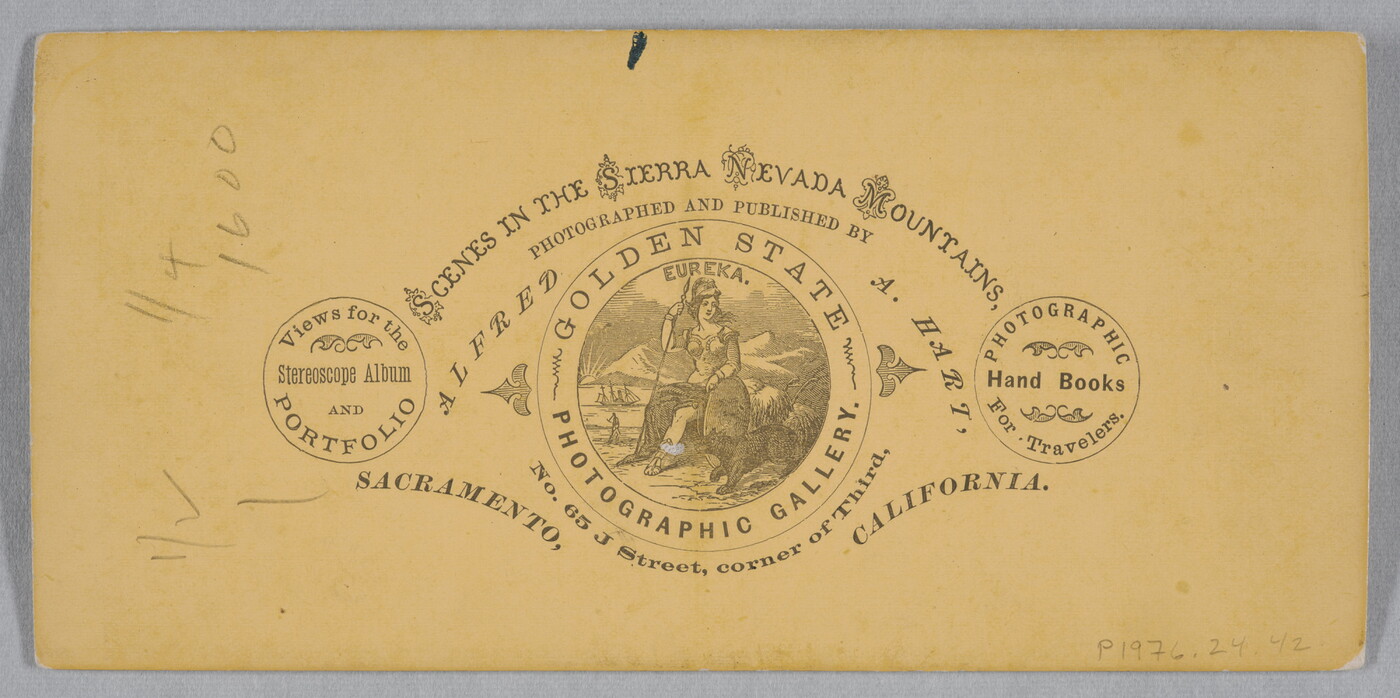 Scenes in the Sierra Nevada Mountains,
PHOTOGRAPHED AND PUBLISHED BY
ALFRED A. HART,
GOLDEN STATE
PHOTOGRAPHIC GALLERY.
EUREKA.
No. 65 J Street, corner of Third,
SACRAMENTO, CALIFORNIA.
Views for the
Stereoscope Album
AND
PORTFOLIO
PHOTOGRAPHIC
Hand Books
For Travelers.
1600
P1976.24.42